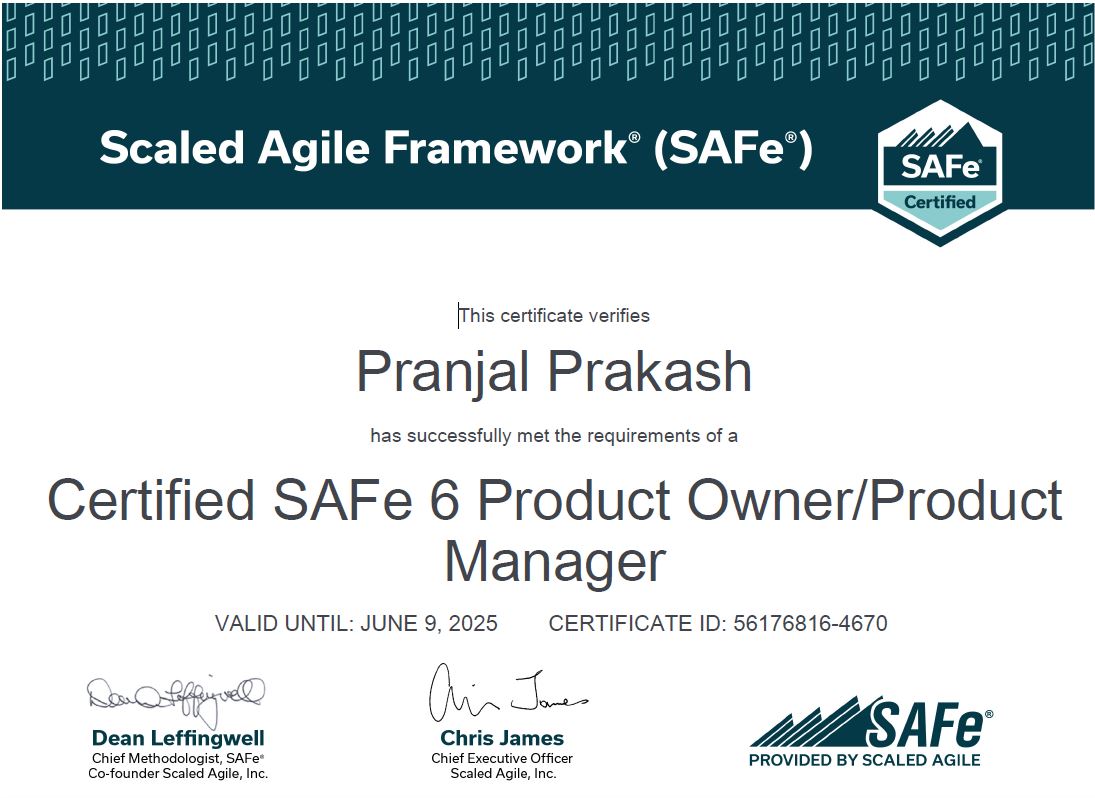 Scaled Agile Framework® (SAFe®)
SAFe®
Certified
This certificate verifies
Pranjal Prakash
has successfully met the requirements of a
Certified SAFe 6 Product Owner/Product
Manager
VALID UNTIL: JUNE 9, 2025 CERTIFICATE ID: 56176816-4670
Dean Leffingwell
Dean Leffingwell
Chief Methodologist, SAFe®
Co-founder Scaled Agile, Inc.
Chris James
Chris James
Chief Executive Officer
Scaled Agile, Inc.
SAFe®
PROVIDED BY SCALED AGILE